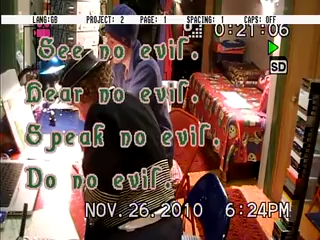 LANG:GB PROJECT: 2 PAGE: 1 SPACING: 1 CAPS: OFF
0:21:06
SD
See no evil.
Hear no evil.
Speak no evil.
Do no evil.
NOV.26.2010 6:24PM